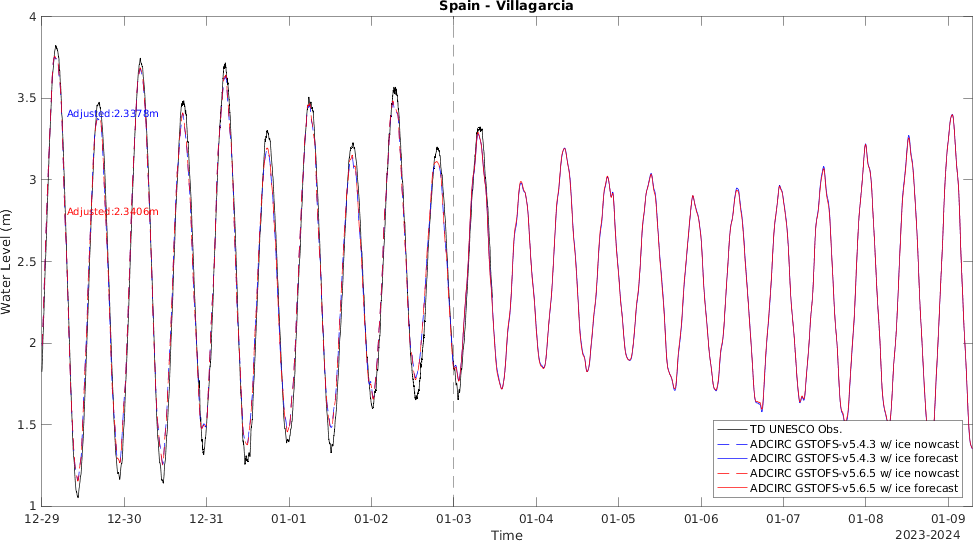 Spain - Villagarcia
Water Level (m)
4
3.5
3
2.5
2
1.5
1
Adjusted:2.3378m
Adjusted:2.3406m
TD UNESCO Obs.
ADCIRC GSTOFS-v5.4.3 w/ ice nowcast
ADCIRC GSTOFS-v5.4.3 w/ ice forecast
ADCIRC GSTOFS-v5.6.5 w/ ice nowcast
ADCIRC GSTOFS-v5.6.5 w/ ice forecast
12-29 12-30 12-31 01-01 01-02 01-03 01-04 01-05 01-06 01-07 01-08 01-09
Time
2023-2024